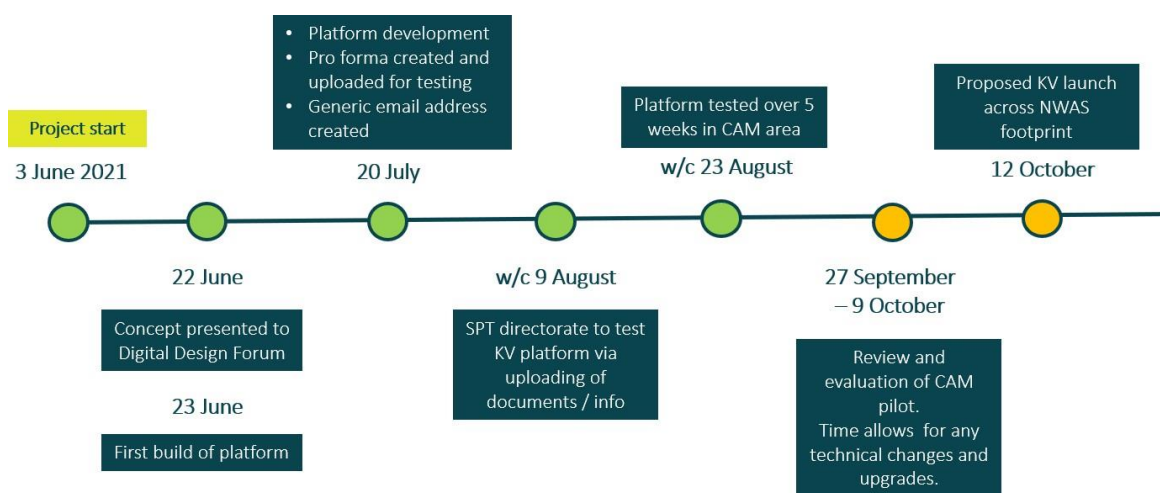 Project start
3 June 2021
22 June
Concept presented to
Digital Design Forum
23 June
First build of platform
• Platform development
• Pro forma created and
uploaded for testing
• Generic email address
created
20 July
w/c 9 August
SPT directorate to test
KV platform via
uploading of
documents / info
Platform tested over 5
weeks in CAM area
w/c 23 August
27 September
– 9 October
Review and
evaluation of CAM
pilot.
Time allows for any
technical changes and
upgrades.
Proposed KV launch
across NWAS
footprint
12 October